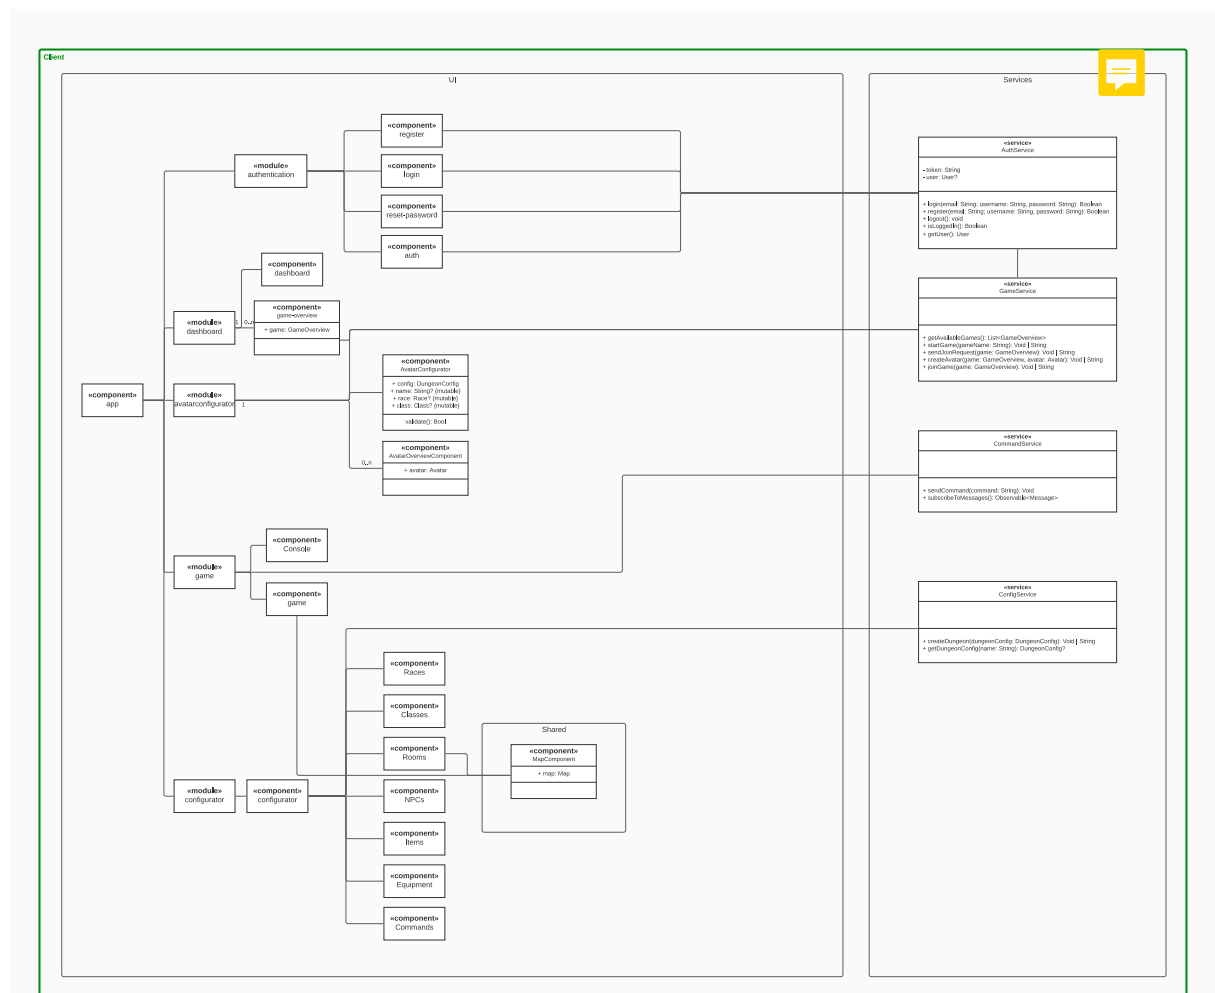 Client
UI
«component»
register
«module»
authentication
«component»
login
«component»
reset-password
«component»
auth
«component»
dashboard
«module»
dashboard
1
0..n
«component»
game-overview
+ game: GameOverview
«component»
AvatarConfigurator
+ config: DungeonConfig
+ name: String? {mutable}
+ race: Race? {mutable}
+ class: Class? {mutable}
validate(): Bool
«component»
app
«module»
avatarconfigurator
1
0..n
«component»
AvatarOverviewComponent
+ avatar: Avatar
«component»
Console
«module»
game
«component»
game
«component»
Races
«component»
Classes
«component»
Rooms
Shared
«component»
MapComponent
+ map: Map
«module»
configurator
«component»
configurator
«component»
NPCs
«component»
Items
«component»
Equipment
«component»
Commands
Services
«service»
AuthService
- token: String
- user: User?
+ login(email: String; username: String, password: String): Boolean
+ register(email: String; username: String, password: String): Boolean
+ logout(): void
+ isLoggedIn(): Boolean
+ getUser(): User
«service»
GameService
+ getAvailableGames(): List<GameOverview>
+ startGame(gameName: String): Void | String
+ sendJoinRequest(game: GameOverview): Void | String
+ createAvatar(game: GameOverview, avatar: Avatar): Void | String
+ joinGame(game: GameOverview): Void | String
«service»
CommandService
+ sendCommand(command: String): Void
+ subscribeToMessages(): Observable<Message>
«service»
ConfigService
+ createDungeon(dungeonConfig: DungeonConfig): Void | String
+ getDungeonConfig(name: String): DungeonConfig?